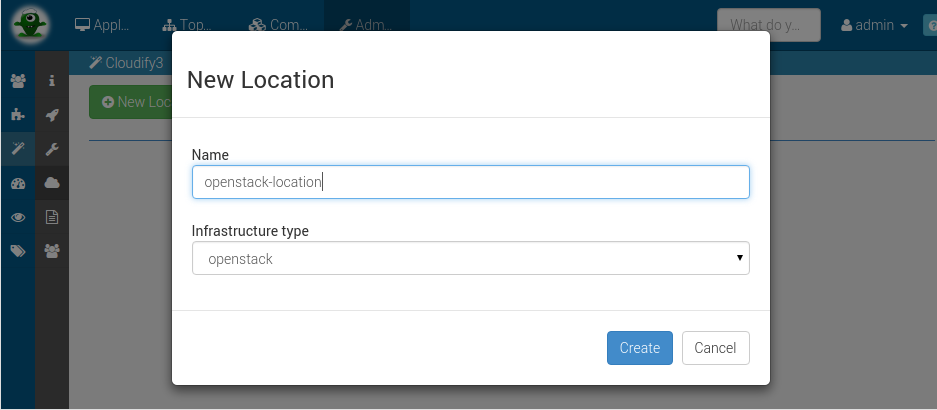 Appl...
Top...
Com...
Adm...
What do y...
admin
Cloudify3
New Loc
New Location
Name
openstack-location
Infrastructure type
openstack
Create
Cancel